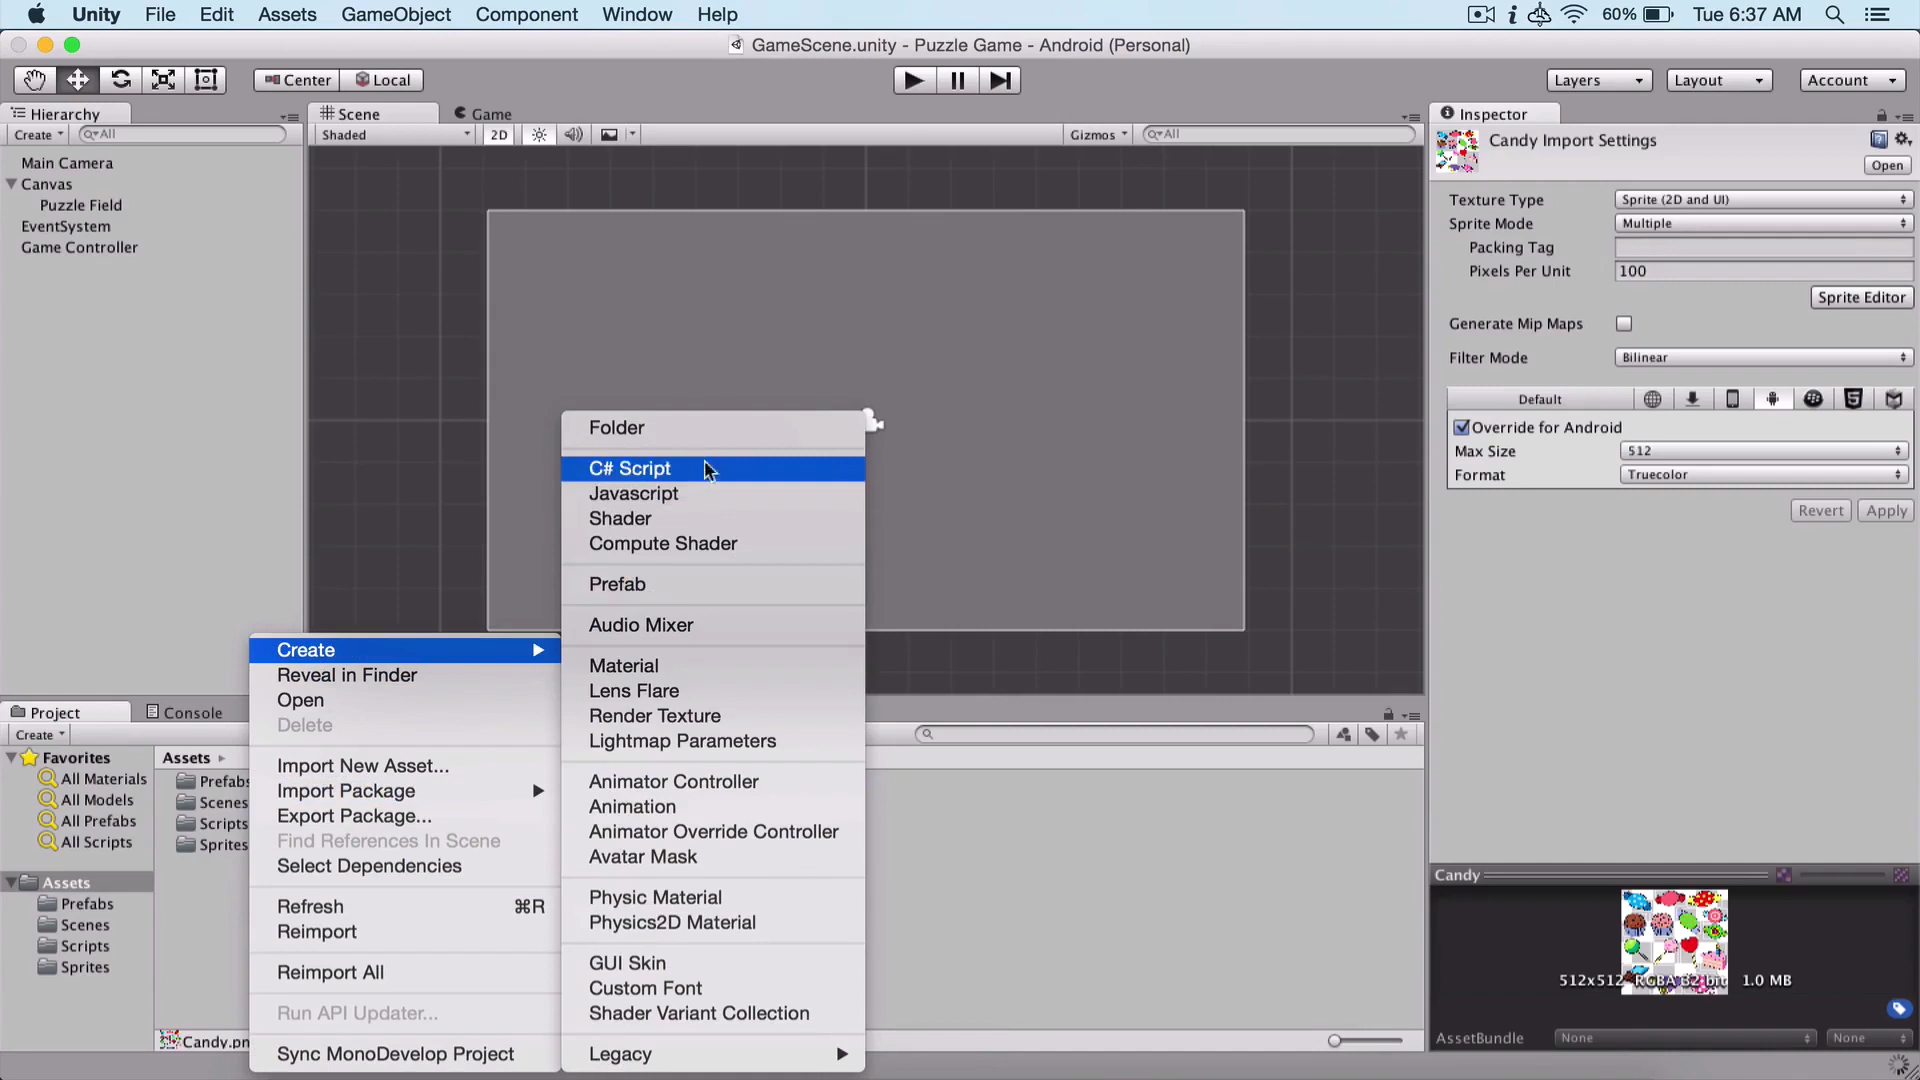 Unity File Edit Assets GameObject Component Window Help 60% Tue 6:37 AM
GameScene.unity - Puzzle Game - Android (Personal)
Center Local Layers Layout Account
Hierarchy
Create All
Main Camera
Canvas
Puzzle Field
EventSystem
Game Controller
Scene Game
Shaded 2D Gizmos All
Inspector
Candy Import Settings
Open
Texture Type Sprite (2D and UI)
Sprite Mode Multiple
Packing Tag
Pixels Per Unit 100
Sprite Editor
Generate Mip Maps
Filter Mode Bilinear
Default
Override for Android
Max Size 512
Format Truecolor
Revert Apply
Folder
C# Script
Javascript
Shader
Compute Shader
Prefab
Audio Mixer
Material
Lens Flare
Render Texture
Lightmap Parameters
Animator Controller
Animation
Animator Override Controller
Avatar Mask
Physic Material
Physics2D Material
GUI Skin
Custom Font
Shader Variant Collection
Legacy
Create
Reveal in Finder
Open
Delete
Import New Asset...
Import Package
Export Package...
Find References In Scene
Select Dependencies
Refresh ⌘R
Reimport
Reimport All
Run API Updater...
Sync MonoDevelop Project
Project Console
Create
Favorites
All Materials
All Models
All Prefabs
All Scripts
Assets
Prefabs
Scenes
Scripts
Sprites
Assets
Prefabs
Scenes
Scripts
Sprites
Candy.pn
Candy
512x512 RGBA 32 bit 1.0 MB
AssetBundle None None